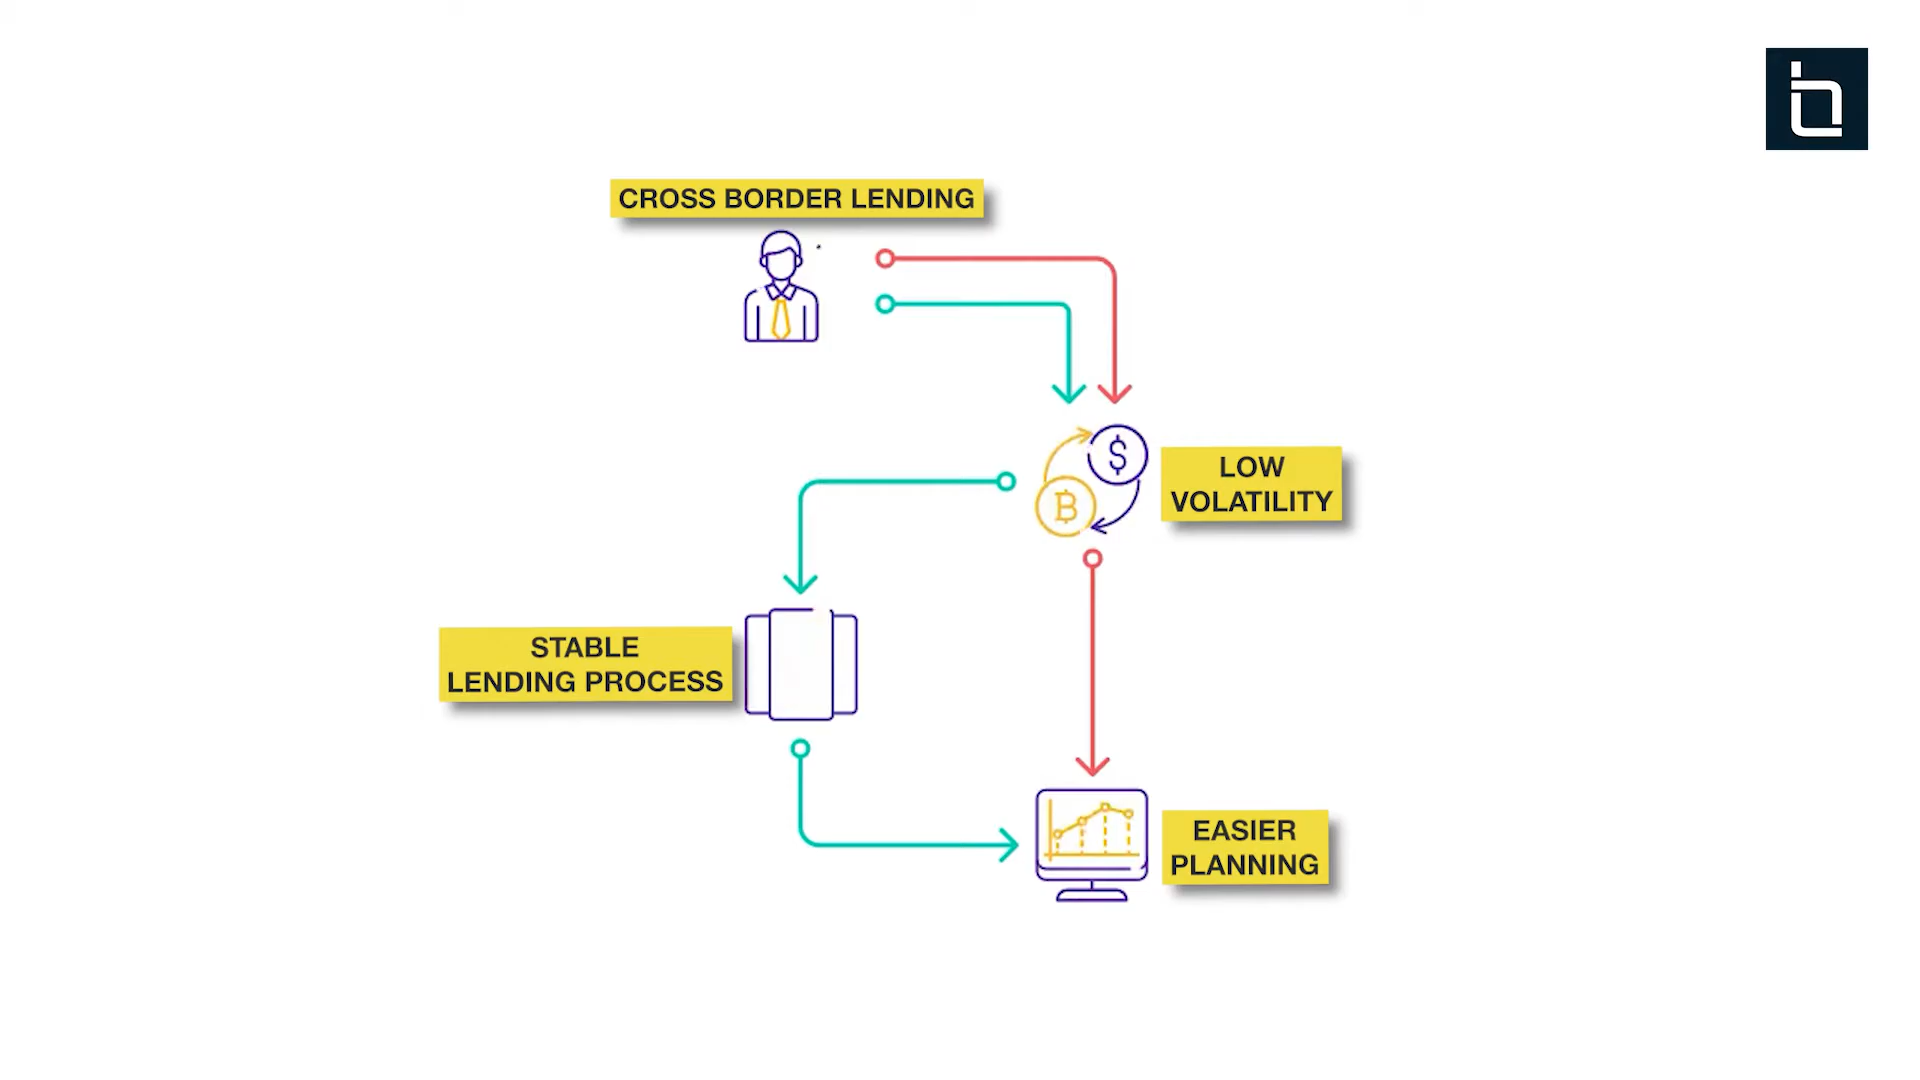 CROSS BORDER LENDING
$
B
LOW
VOLATILITY
STABLE
LENDING PROCESS
EASIER
PLANNING